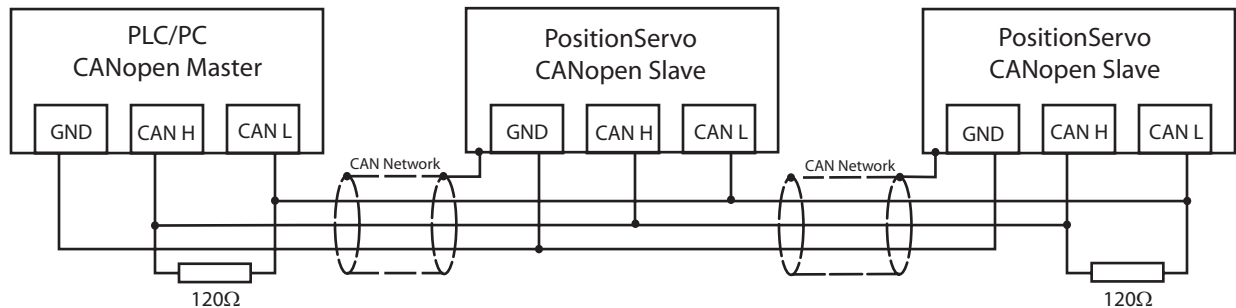 PLC/PC
CANopen Master
GND
CAN H
CAN L
PositionServo
CANopen Slave
GND
CAN H
CAN L
PositionServo
CANopen Slave
GND
CAN H
CAN L
CAN Network
CAN Network
120Ω
120Ω